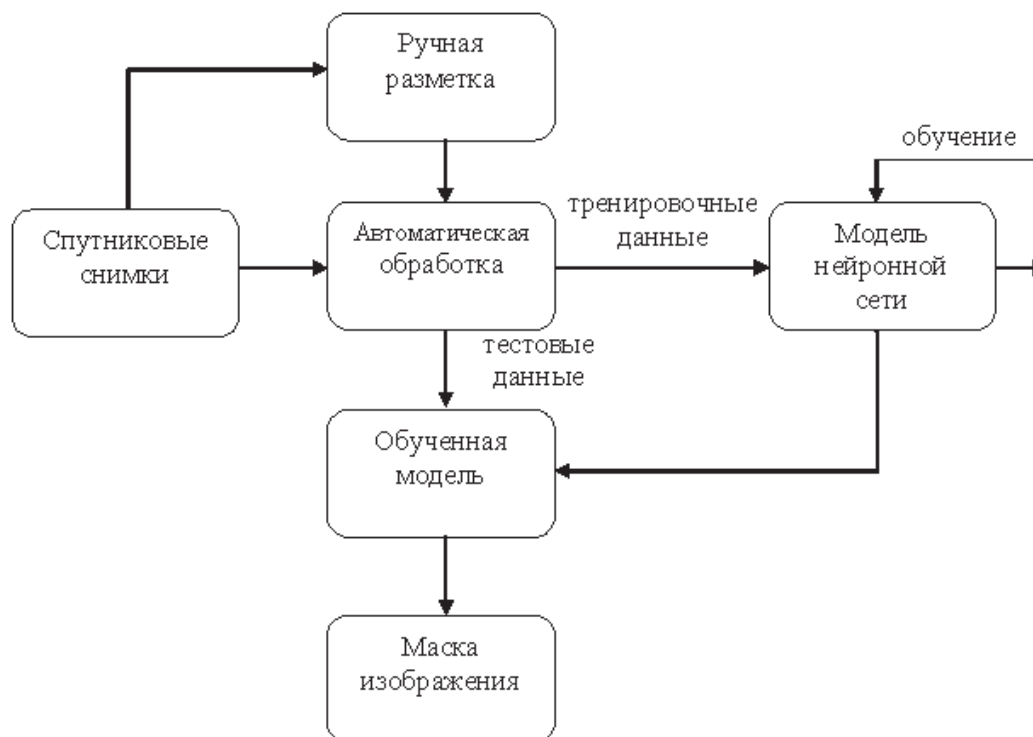 Ручная
разметка
обучение
тренировочные
данные
Спутниковые
снимки
Автоматическая
обработка
Модель
нейронной
сети
тестовые
данные
Обученная
модель
Маска
изображения